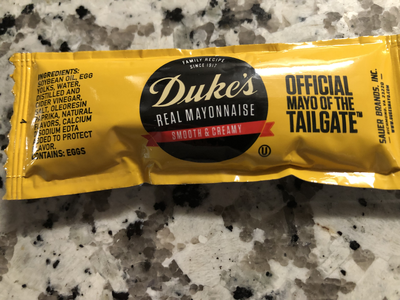 INGREDIENTS:
SOYBEAN OIL, EGG
YOLKS, WATER,
DISTILLED AND
CIDER VINEGAR,
SALT, OLEORESIN
PAPRIKA, NATURAL
FLAVORS, CALCIUM
SODIUM EDTA
ADDED TO PROTECT
FLAVOR.
CONTAINS: EGGS
FAMILY RECIPE
SINCE 1917
Duke's
REAL MAYONNAISE
SMOOTH & CREAMY
U
OFFICIAL
MAYO OF THE
TAILGATE™
SAUER BRANDS, INC.